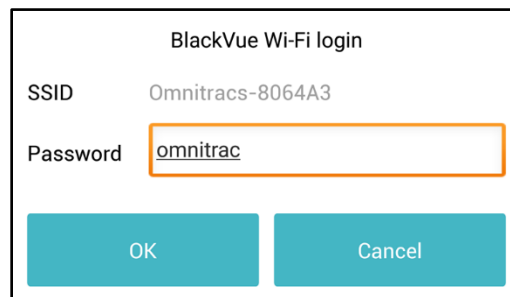 BlackVue Wi-Fi login
SSID Omnitracs-8064A3
Password omnitrac
OK Cancel